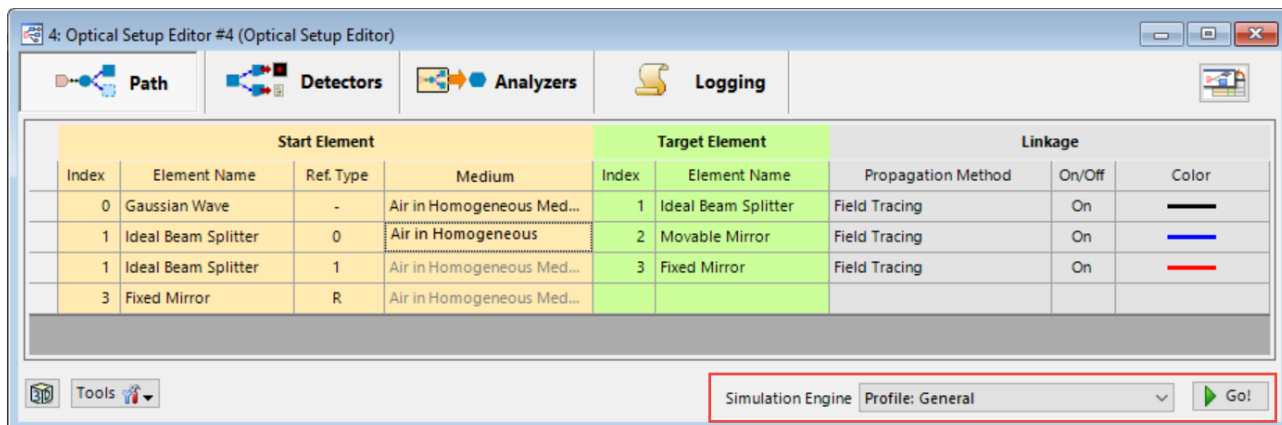 4: Optical Setup Editor #4 (Optical Setup Editor)
Path Detectors Analyzers Logging
Start Element Target Element Linkage
Index Element Name Ref. Type Medium Index Element Name Propagation Method On/Off Color
0 Gaussian Wave - Air in Homogeneous Med... 1 Ideal Beam Splitter Field Tracing On
1 Ideal Beam Splitter 0 Air in Homogeneous 2 Movable Mirror Field Tracing On
1 Ideal Beam Splitter 1 Air in Homogeneous Med... 3 Fixed Mirror Field Tracing On
3 Fixed Mirror R Air in Homogeneous Med...
3D Tools Simulation Engine Profile: General Go!